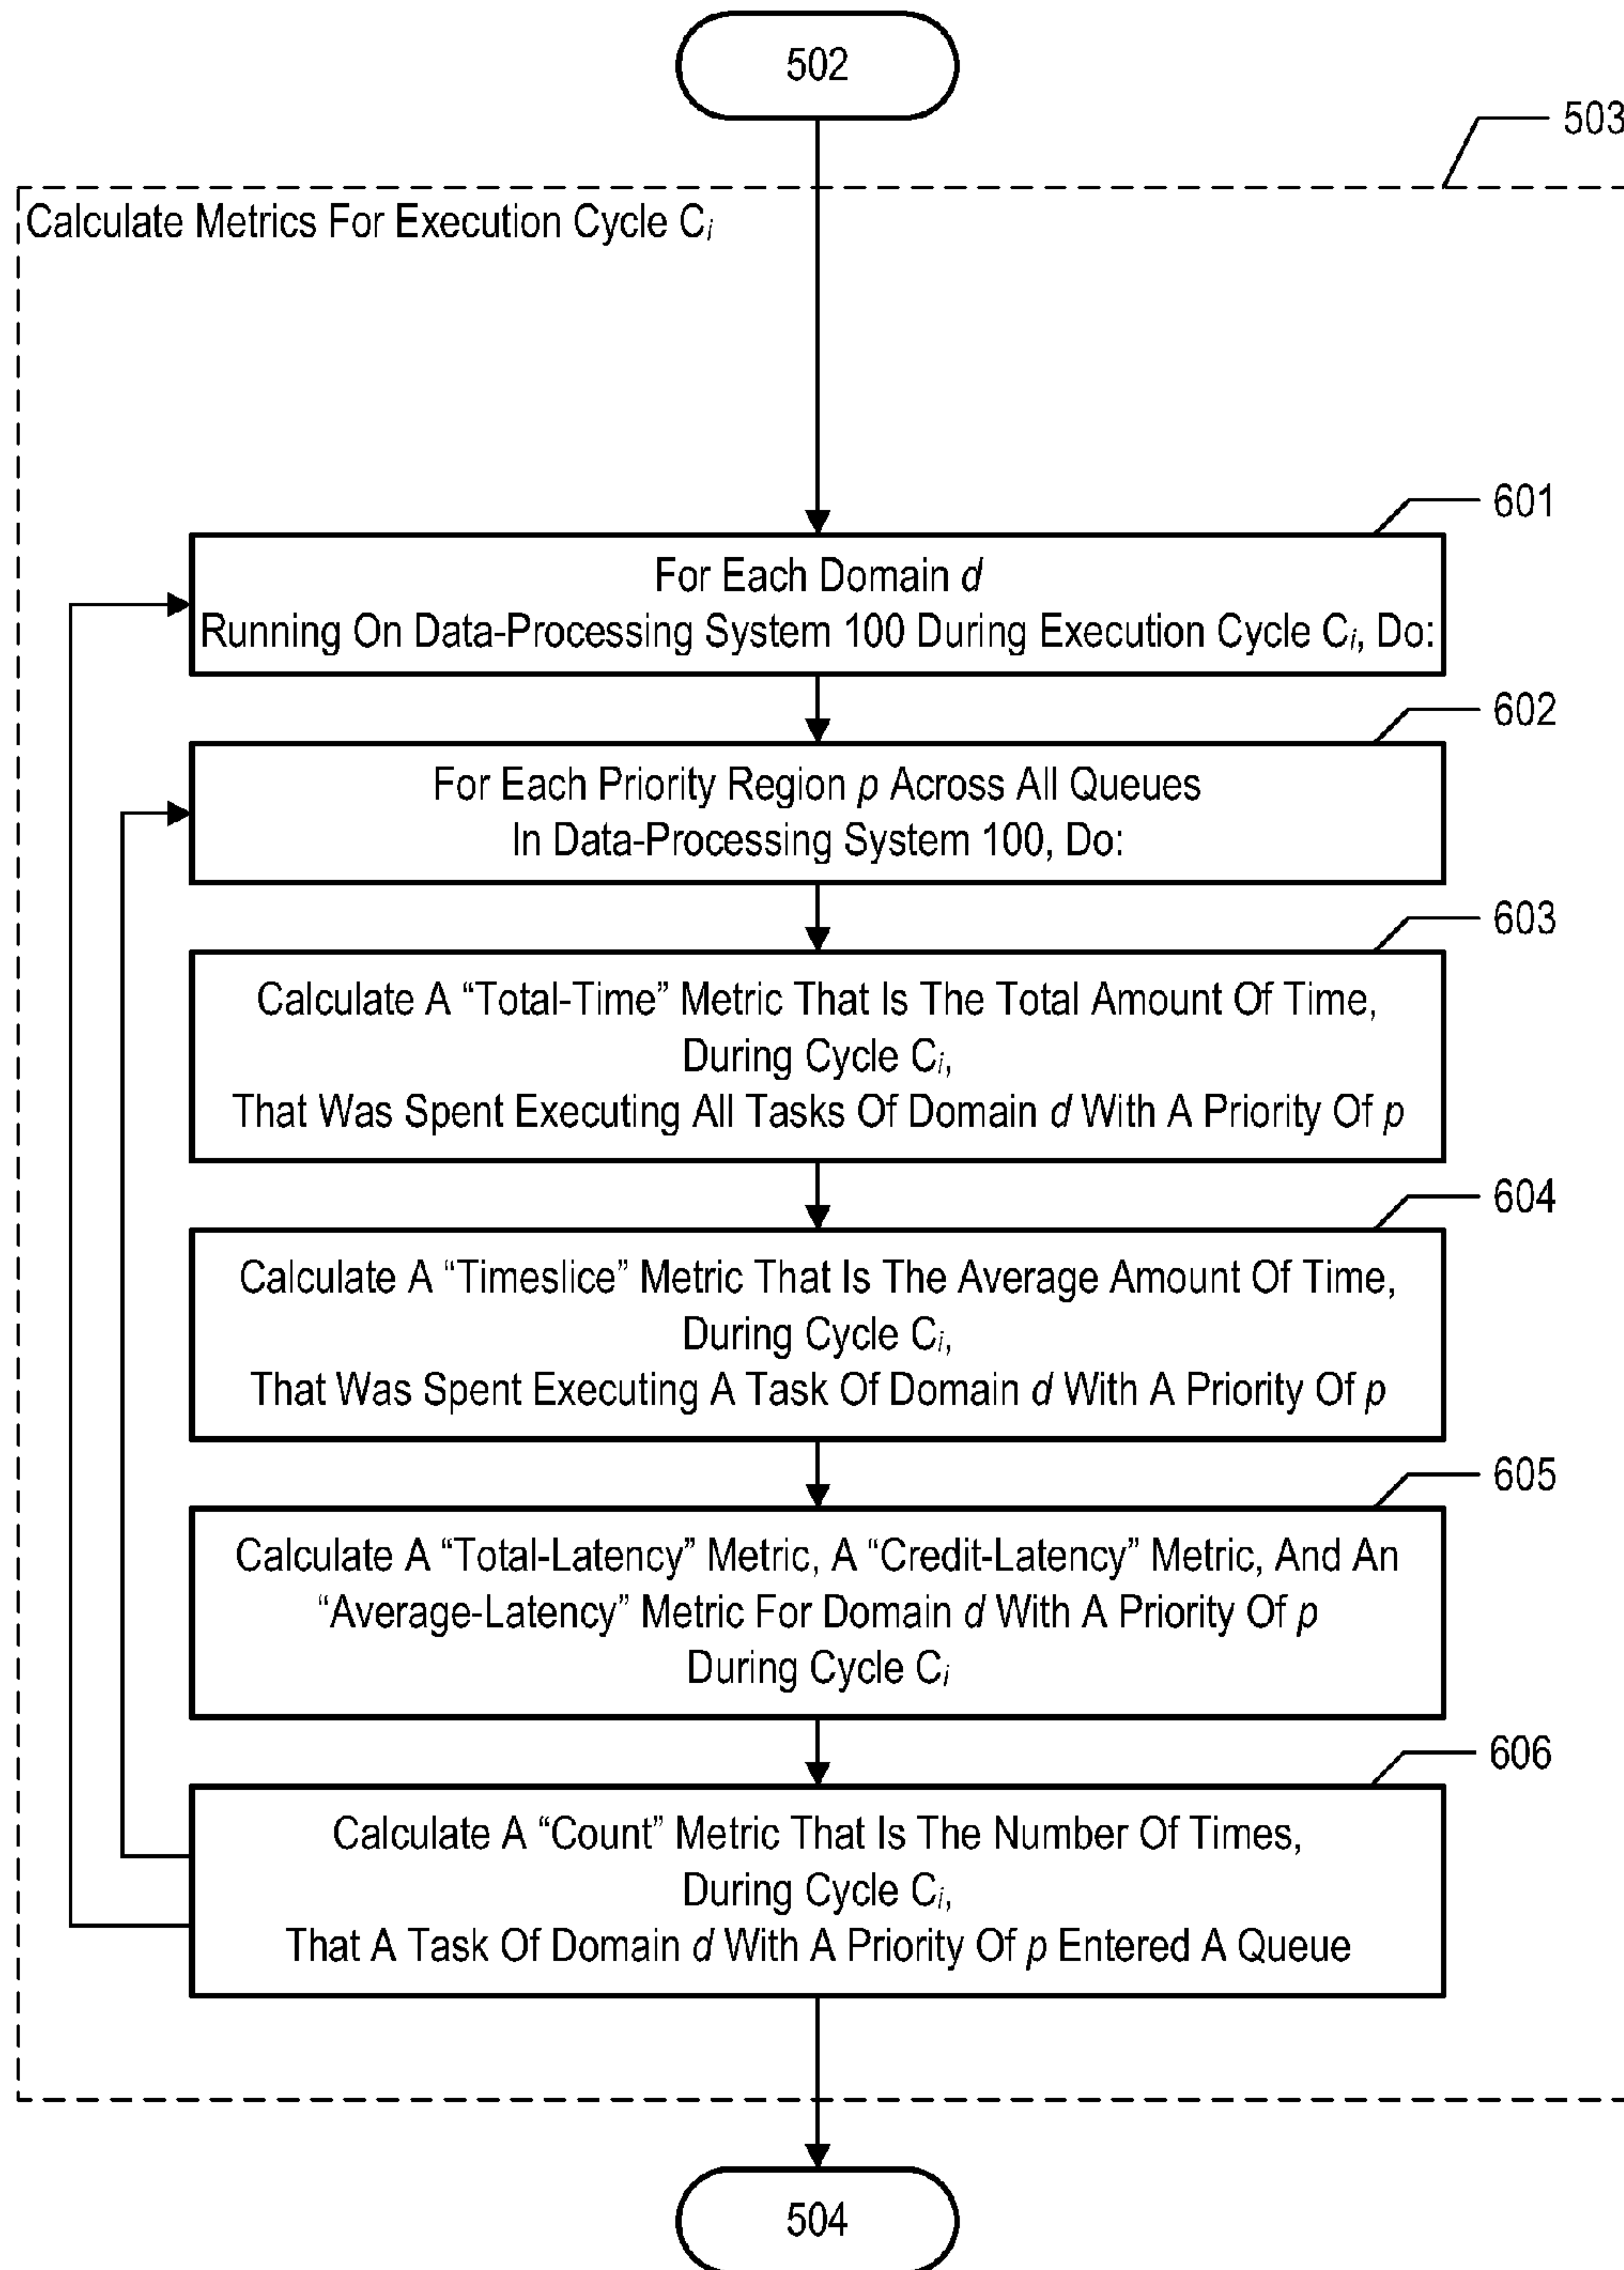 502
503
Calculate Metrics For Execution Cycle Ci
601
For Each Domain d
Running On Data-Processing System 100 During Execution Cycle Ci, Do:
602
For Each Priority Region p Across All Queues
In Data-Processing System 100, Do:
603
Calculate A “Total-Time” Metric That Is The Total Amount Of Time,
During Cycle Ci,
That Was Spent Executing All Tasks Of Domain d With A Priority Of p
604
Calculate A “Timeslice” Metric That Is The Average Amount Of Time,
During Cycle Ci,
That Was Spent Executing A Task Of Domain d With A Priority Of p
605
Calculate A “Total-Latency” Metric, A “Credit-Latency” Metric, And An
“Average-Latency” Metric For Domain d With A Priority Of p
During Cycle Ci
606
Calculate A “Count” Metric That Is The Number Of Times,
During Cycle Ci,
That A Task Of Domain d With A Priority Of p Entered A Queue
504